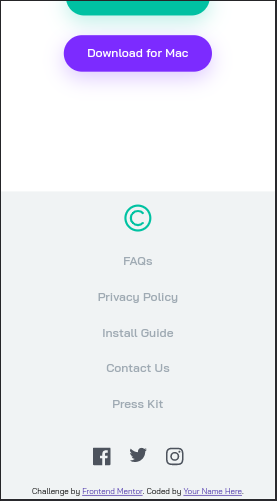 Download for Mac
FAQs
Privacy Policy
Install Guide
Contact Us
Press Kit
Challenge by Frontend Mentor. Coded by Your Name Here.